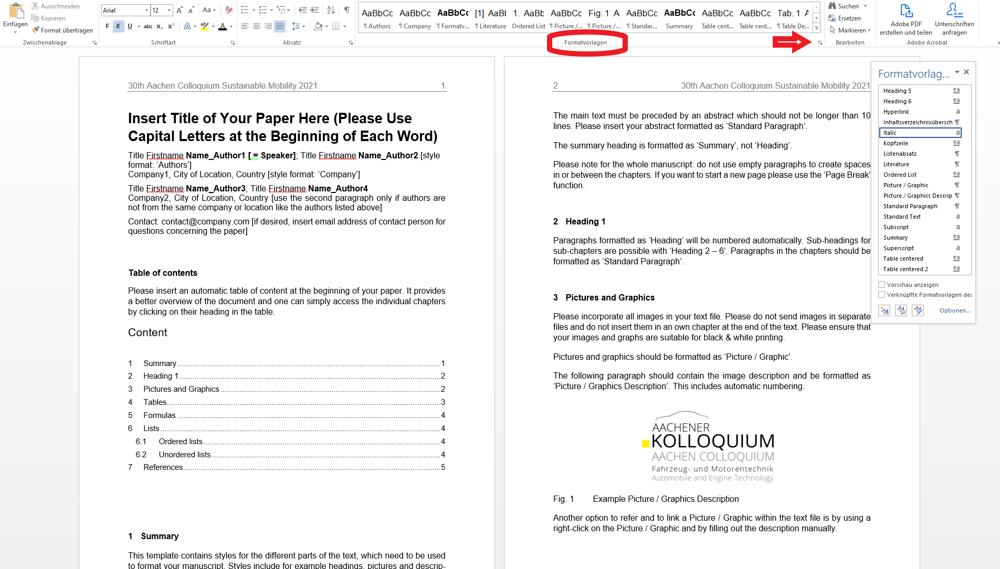 Einfügen
Ausschneiden
Kopieren
Format übertragen
Zwischenablage
Arial
12
Aa
F K U abc x₂ x²
A ab A
Schriftart
Absatz
AaBbCc AaBbCc AaBbCc [1] AaBb 1. AaBb AaBbCc Fig. 1 A AaBbCc AaBbCc AaBbCc AaBbCc Tab. 1 A
¶ Authors ¶ Company ¶ Formatv... ¶ Literature Ordered List ¶ Picture /... ¶ Picture /... ¶ Standar... Summary Table cent... Table cent... ¶ Table De...
Formatvorlagen
Suchen
Ersetzen
Markieren
Bearbeiten
Adobe PDF
erstellen und teilen
Unterschriften
anfragen
Adobe Acrobat
30th Aachen Colloquium Sustainable Mobility 2021 1
Insert Title of Your Paper Here (Please Use
Capital Letters at the Beginning of Each Word)
Title Firstname Name_Author1 [ = Speaker]; Title Firstname Name_Author2 [style
format: ‘Authors’]
Company1, City of Location, Country [style format: ‘Company’]
Title Firstname Name_Author3; Title Firstname Name_Author4
Company2, City of Location, Country [use the second paragraph only if authors are
not from the same company or location like the authors listed above]
Contact: contact@company.com [if desired, insert email address of contact person for
questions concerning the paper]
Table of contents
Please insert an automatic table of content at the beginning of your paper. It provides
a better overview of the document and one can simply access the individual chapters
by clicking on their heading in the table.
Content
1 Summary 1
2 Heading 1 2
3 Pictures and Graphics 2
4 Tables 3
5 Formulas 4
6 Lists 4
6.1 Ordered lists 4
6.2 Unordered lists 4
7 References 5
1 Summary
This template contains styles for the different parts of the text, which need to be used
to format your manuscript. Styles include for example headings, pictures and descrip-
2 30th Aachen Colloquium Sustainable Mobility 2021
The main text must be preceded by an abstract which should not be longer than 10
lines. Please insert your abstract formatted as ‘Standard Paragraph’.
The summary heading is formatted as ‘Summary’, not ‘Heading’.
Please note for the whole manuscript: do not use empty paragraphs to create spaces
in or between the chapters. If you want to start a new page please use the ‘Page Break’
function.
2 Heading 1
Paragraphs formatted as ‘Heading’ will be numbered automatically. Sub-headings for
sub-chapters are possible with ‘Heading 2 – 6’. Paragraphs in the chapters should be
formatted as ‘Standard Paragraph’.
3 Pictures and Graphics
Please incorporate all images in your text file. Please do not send images in separate
files and do not insert them in an own chapter at the end of the text. Please ensure that
your images and graphs are suitable for black & white printing.
Pictures and graphics should be formatted as ‘Picture / Graphic’.
The following paragraph should contain the image description and be formatted as
‘Picture / Graphics Description’. This includes automatic numbering.
AACHENER
KOLLOQUIUM
AACHEN COLLOQUIUM
Fahrzeug- und Motorentechnik
Automobile and Engine Technology
Fig. 1 Example Picture / Graphics Description
Another option to refer and to link a Picture / Graphic within the text file is by using a
right-click on the Picture / Graphic and by filling out the description manually.
Formatvorlag...
Heading 5 ¶a
Heading 6 ¶a
Hyperlink a
Inhaltsverzeichnisübersch ¶
Italic a
Kopfzeile ¶a
Listenabsatz ¶
Literature ¶
Ordered List ¶a
Picture / Graphic ¶
Picture / Graphics Descrip ¶
Standard Paragraph ¶
Standard Text a
Subscript a
Summary ¶a
Superscript a
Table centered ¶a
Table centered 2 ¶a
Vorschau anzeigen
Verknüpfte Formatvorlagen dea
Optionen...